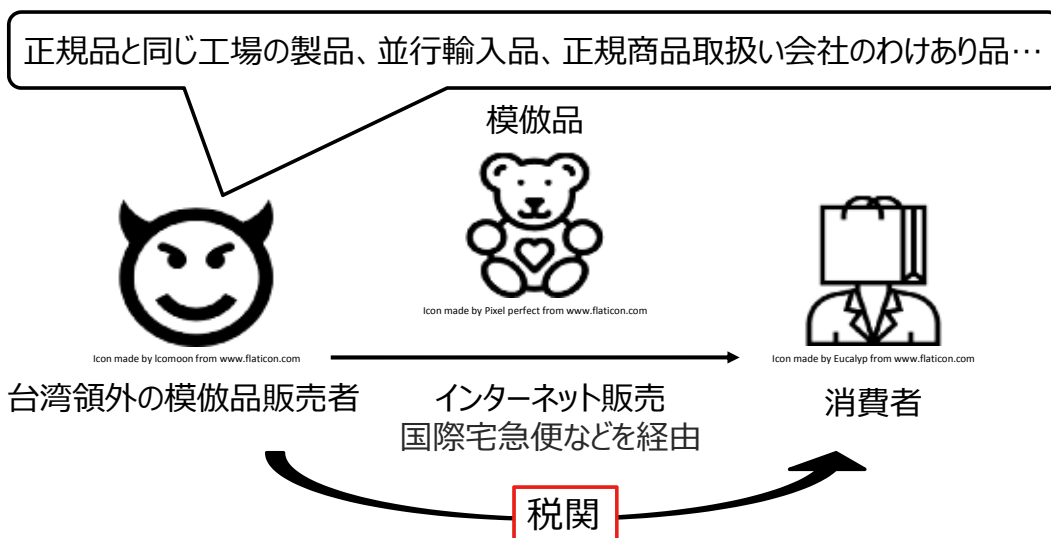 正規品と同じ工場の製品、並行輸入品、正規商品取扱い会社のわけあり品…
模倣品
Icon made by Pixel perfect from www.flaticon.com
Icon made by Icomoon from www.flaticon.com
Icon made by Eucalyp from www.flaticon.com
台湾領外の模倣品販売者
インターネット販売
国際宅急便などを経由
消費者
税関